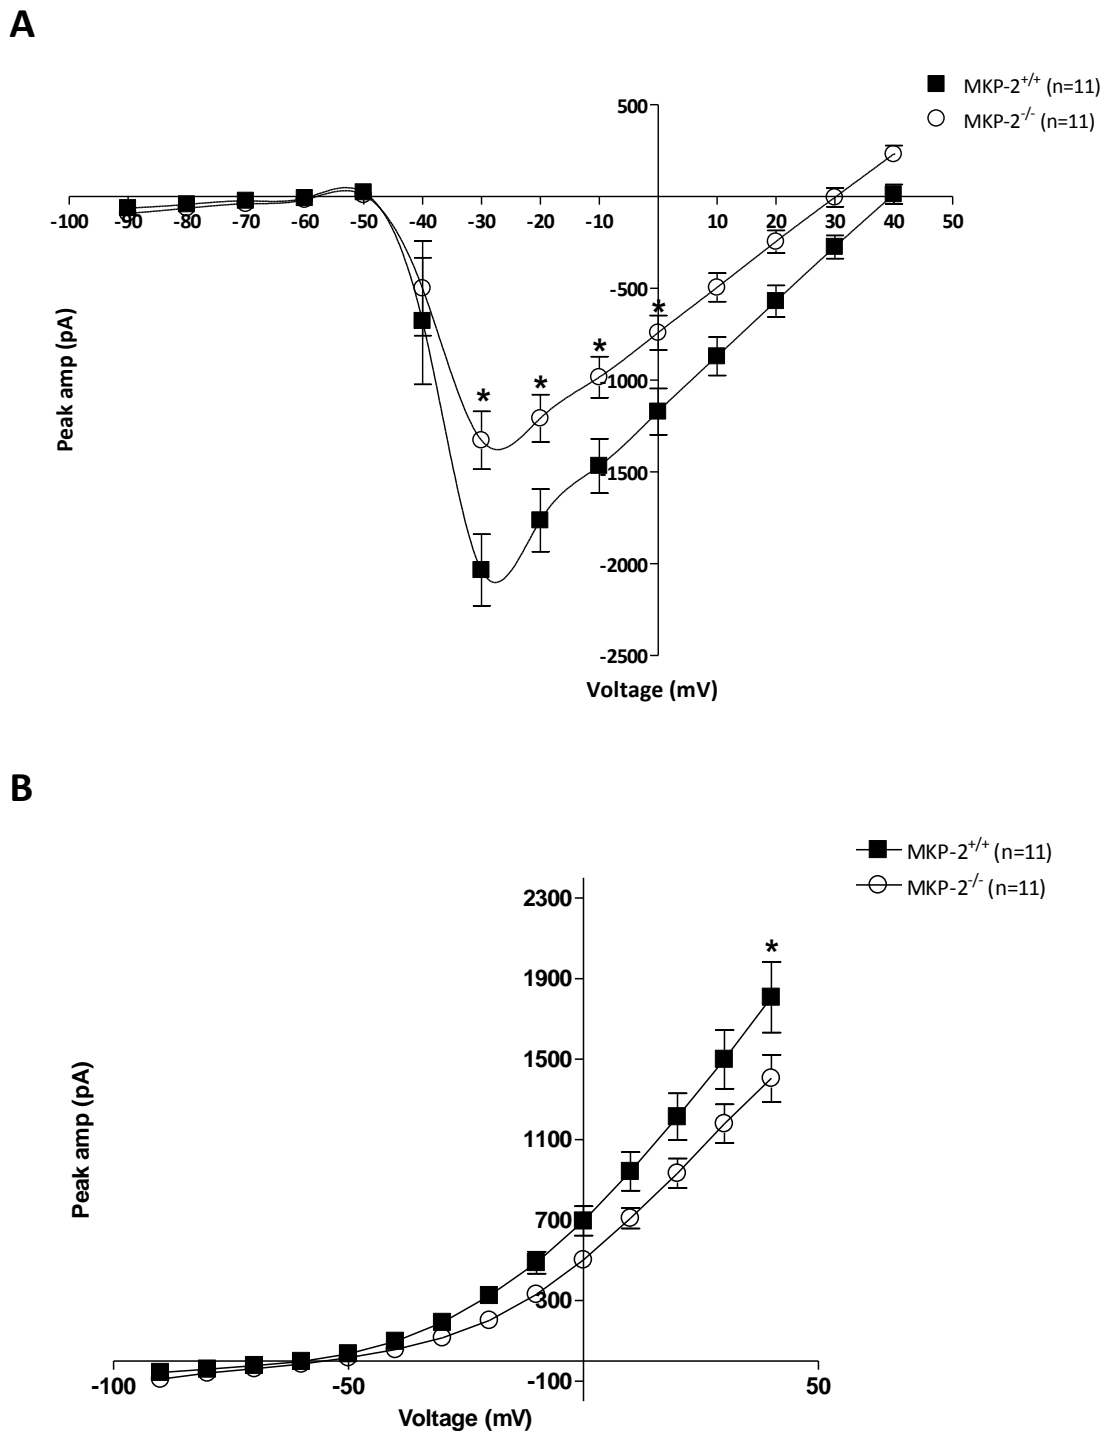 A
MKP-2+/+ (n=11)
MKP-2-/- (n=11)
500
-100 -90 -80 -70 -60 -50 -40 -30 -20 -10 10 20 30 40 50
-500
*
*
*
*
-1000
-1500
-2000
-2500
Peak amp (pA)
Voltage (mV)
B
MKP-2+/+ (n=11)
MKP-2-/- (n=11)
2300
*
1900
1500
1100
700
300
-100
-100 -50 50
Peak amp (pA)
Voltage (mV)